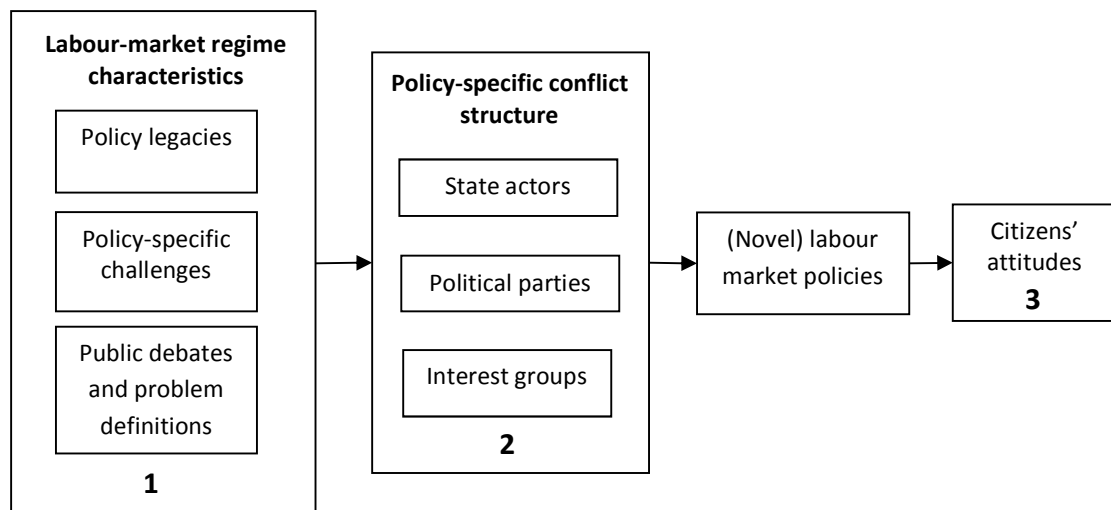 Labour-market regime
characteristics
Policy legacies
Policy-specific
challenges
Public debates
and problem
definitions
1
Policy-specific conflict
structure
State actors
Political parties
Interest groups
2
(Novel) labour
market policies
Citizens’
attitudes
3